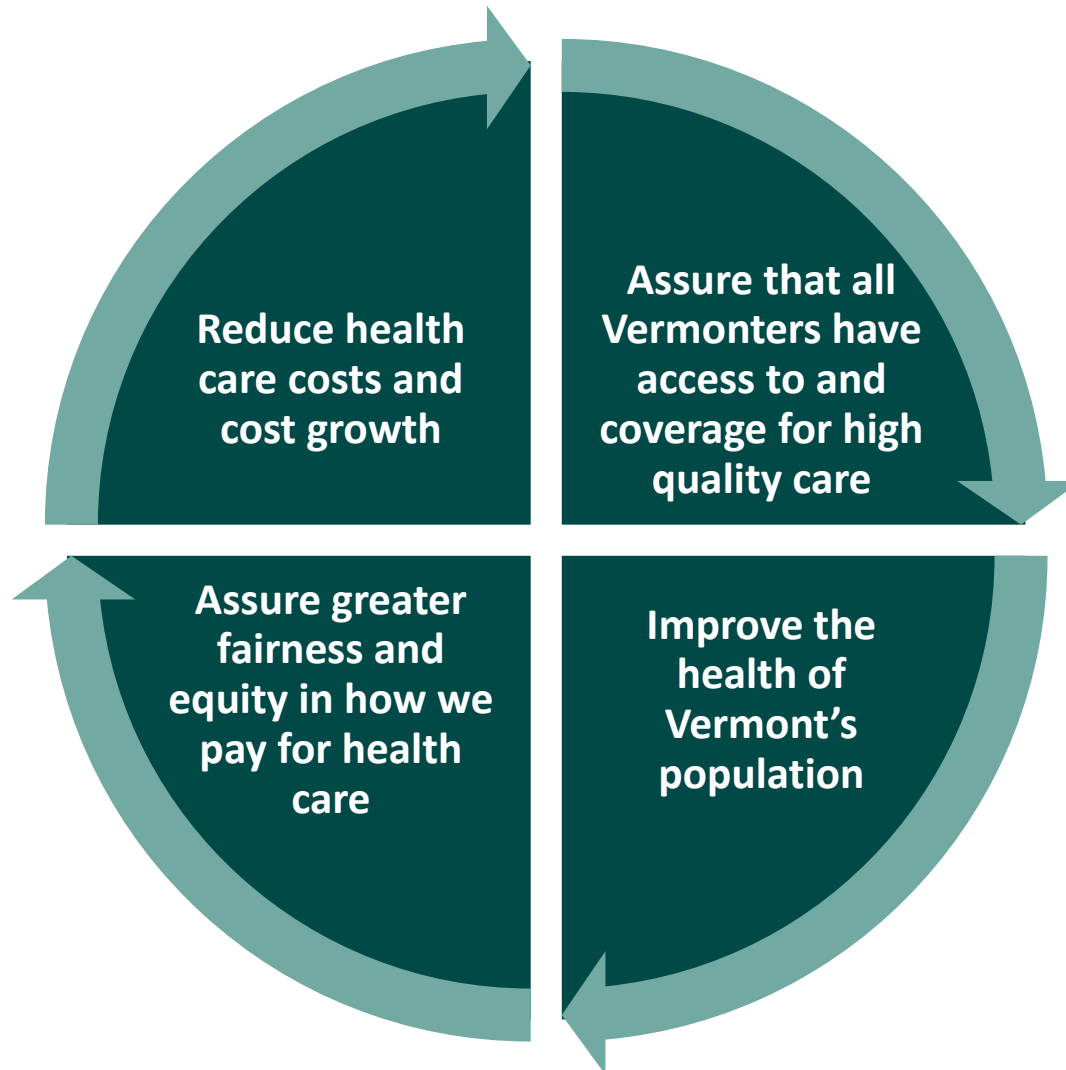 Reduce health
care costs and
cost growth
Assure that all
Vermonters have
access to and
coverage for high
quality care
Assure greater
fairness and
equity in how we
pay for health
care
Improve the
health of
Vermont’s
population